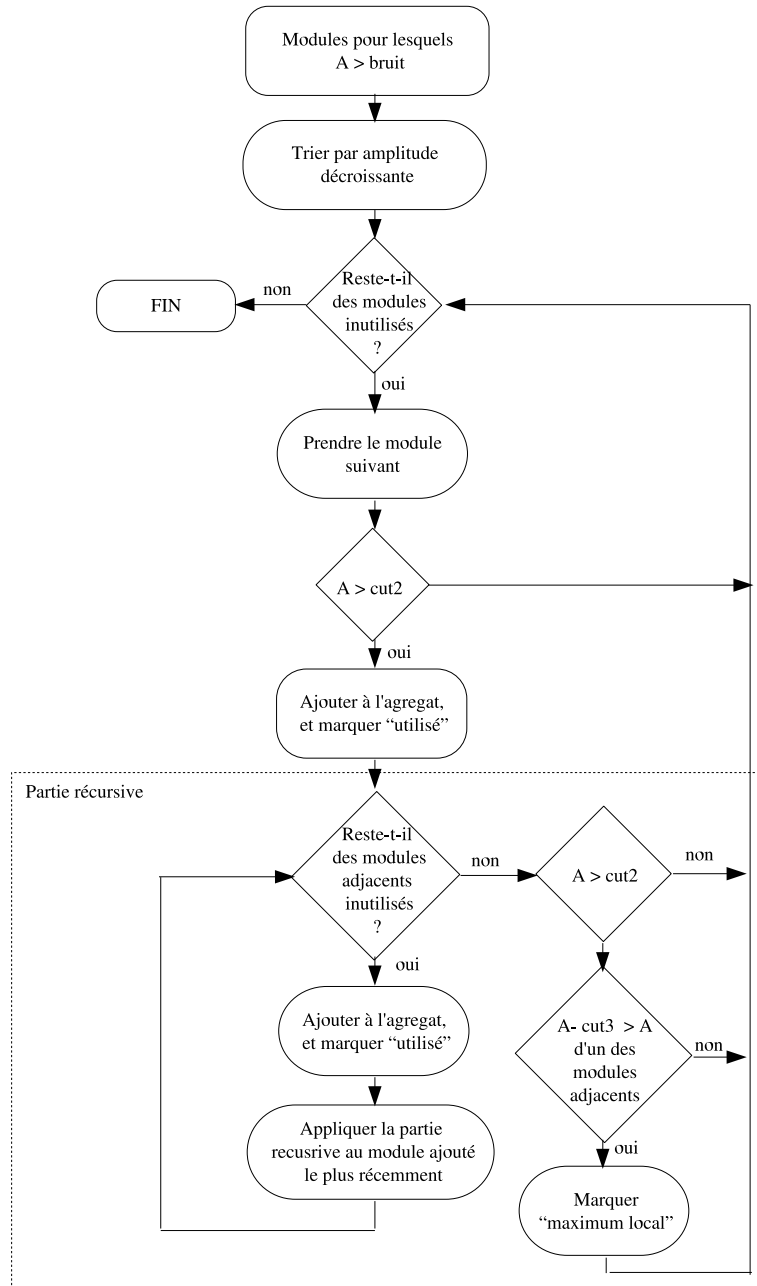 Modules pour lesquels
A > bruit
Trier par amplitude
décroissante
Reste-t-il
des modules
inutilisés
?
non
FIN
oui
Prendre le module
suivant
A > cut2
oui
Ajouter à l'agregat,
et marquer “utilisé”
Partie récursive
Reste-t-il
des modules
adjacents
inutilisés
?
non
A > cut2
non
oui
Ajouter à l'agregat,
et marquer “utilisé”
A- cut3 > A
d'un des
modules
adjacents
non
Appliquer la partie
recusrive au module ajouté
le plus récemment
oui
Marquer
“maximum local”